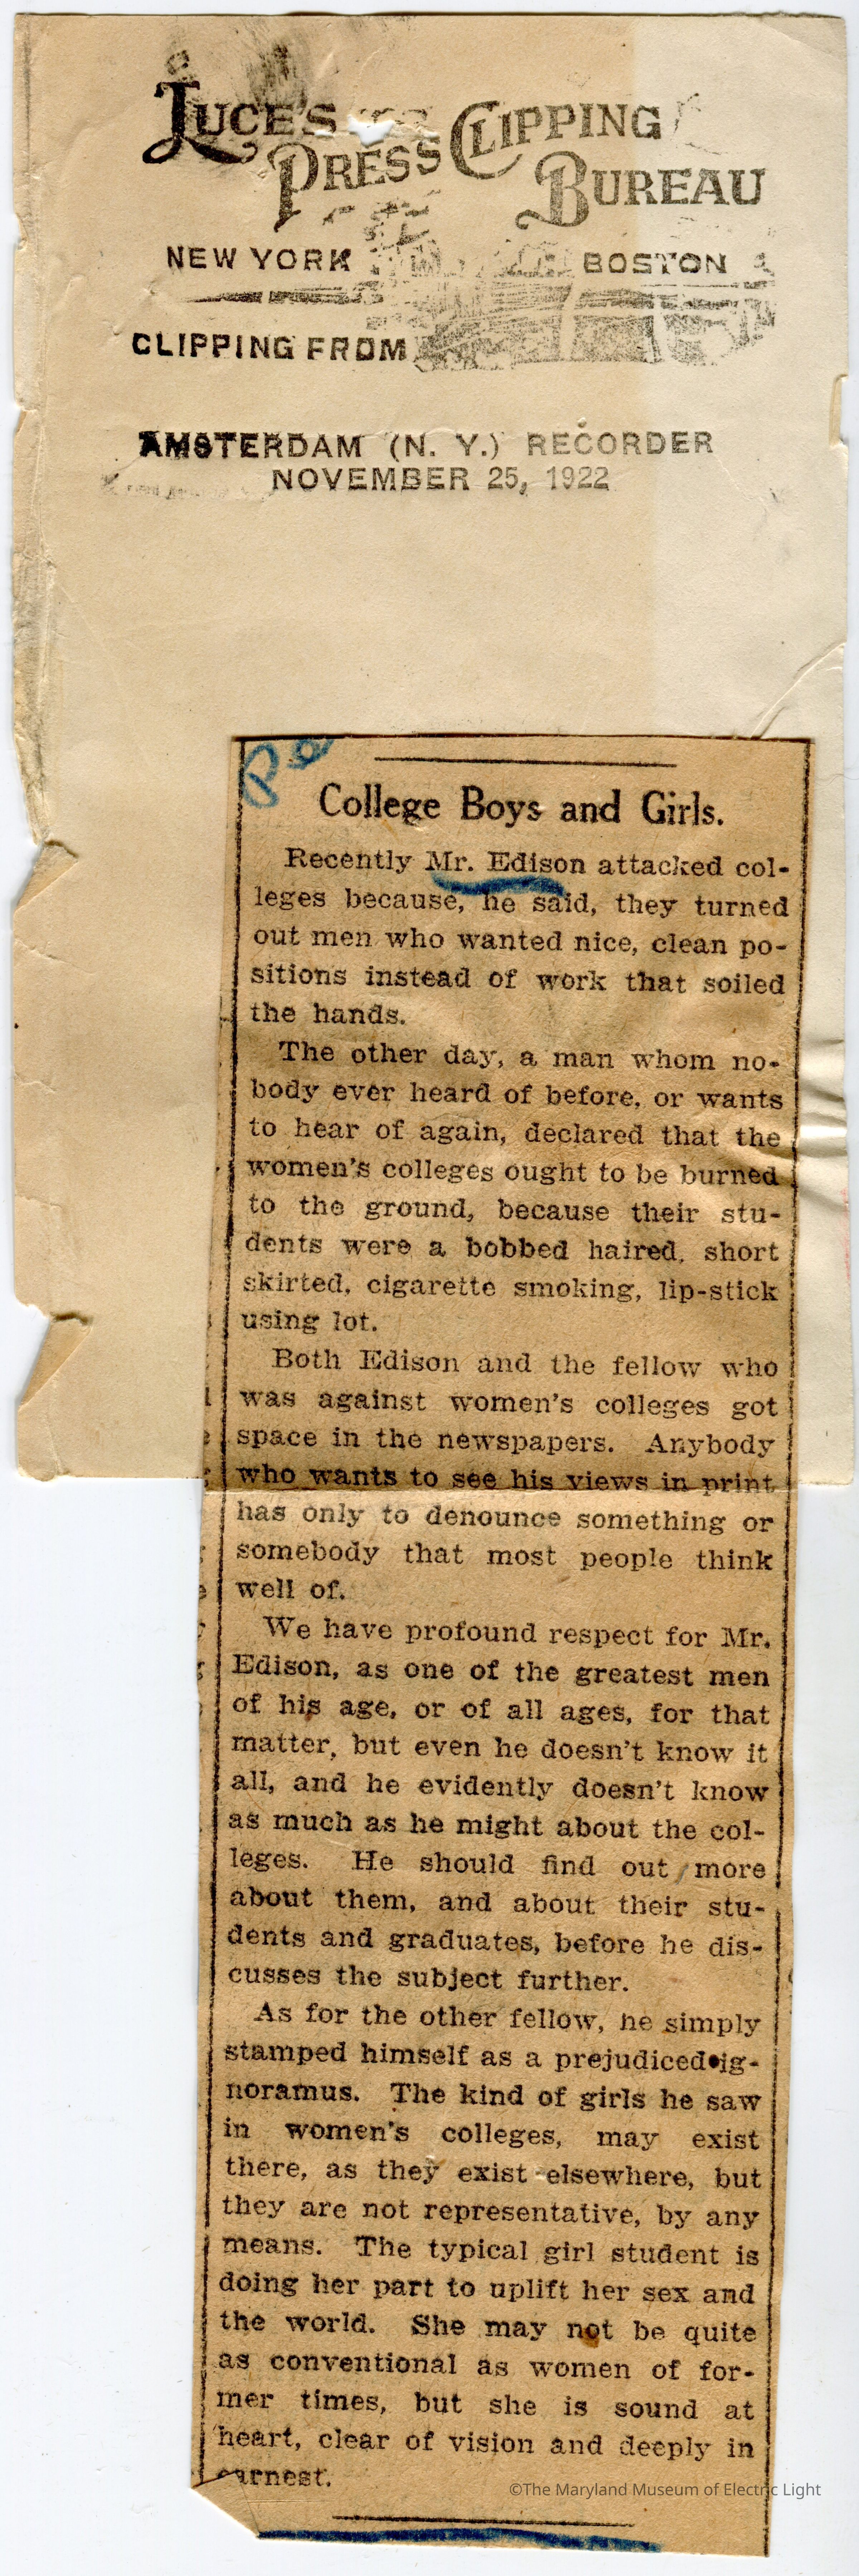 LUCE'S
PRESS CLIPPING
BUREAU
NEW YORK BOSTON
CLIPPING FROM
AMSTERDAM (N. Y.) RECORDER
NOVEMBER 25, 1922
College Boys and Girls.
Recently Mr. Edison attacked col-
leges because, he said, they turned
out men who wanted nice, clean po-
sitions instead of work that soiled
the hands.
The other day, a man whom no-
body ever heard of before, or wants
to hear of again, declared that the
women's colleges ought to be burned
to the ground, because their stu-
dents were a bobbed haired, short
skirted, cigarette smoking, lip-stick
using lot.
Both Edison and the fellow who
was against women's colleges got
space in the newspapers. Anybody
who wants to see his views in print
has only to denounce something or
somebody that most people think
well of.
We have profound respect for Mr.
Edison, as one of the greatest men
of his age, or of all ages, for that
matter, but even he doesn't know it
all, and he evidently doesn't know
as much as he might about the col-
leges. He should find out more
about them, and about their stu-
dents and graduates, before he dis-
cusses the subject further.
As for the other fellow, he simply
stamped himself as a prejudiced ig-
noramus. The kind of girls he saw
in women's colleges, may exist
there, as they exist elsewhere, but
they are not representative, by any
means. The typical girl student is
doing her part to uplift her sex and
the world. She may not be quite
as conventional as women of for-
mer times, but she is sound at
heart, clear of vision and deeply in
earnest.
©The Maryland Museum of Electric Light